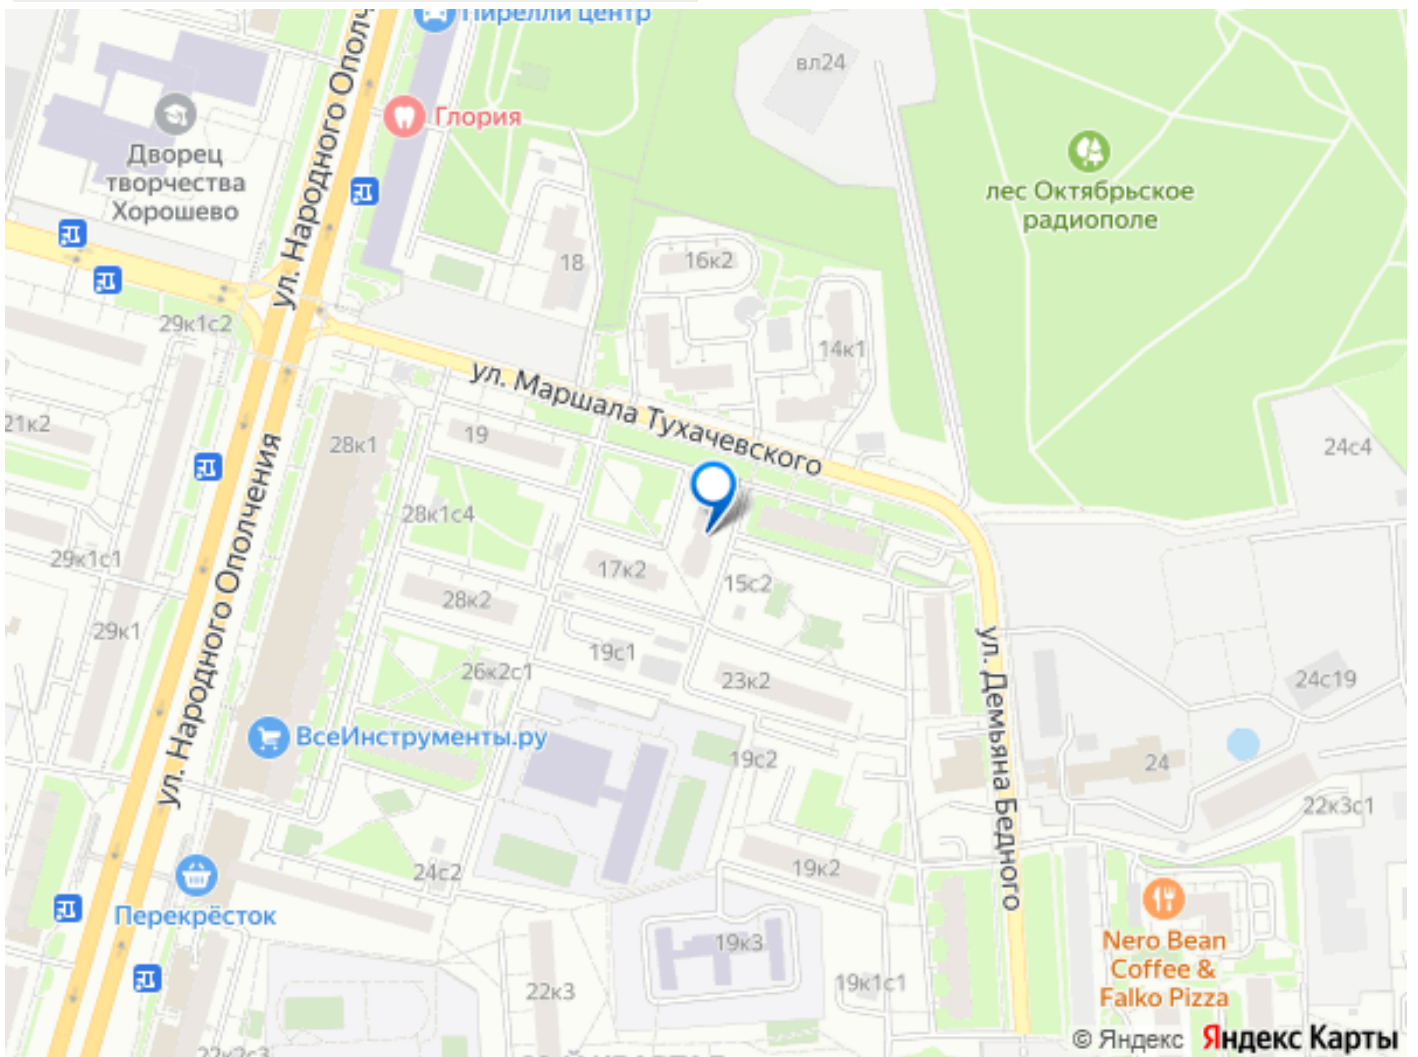 Пирелли центр
вл24
Глория
ул. Народного Ополч
Дворец
творчества
Хорошево
лес Октябрьское
радиополе
18
16к2
29к1с2
14к1
ул. Маршала Тухачевского
21к2
19
28к1
24с4
28к1с4
ул. Народного Ополчения
29к1с1
17к2
15с2
28к2
29к1
19с1
26к2с1
23к2
ул. Демьяна Бедного
24с19
ВсеИнструменты.ру
19с2
24
22к3с1
24с2
19к2
Перекрёсток
19к3
Nero Bean
Coffee &
Falko Pizza
22к3
19к1с1
© Яндекс Яндекс Карты
22к2с3